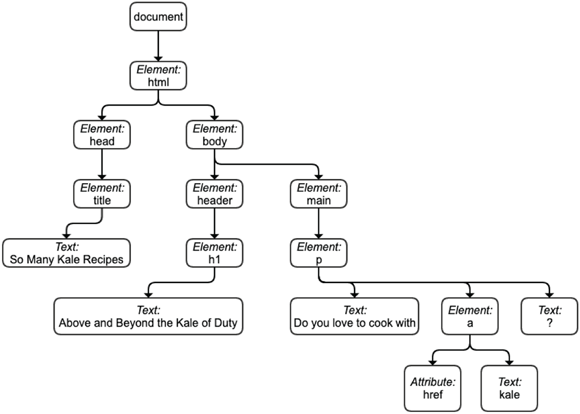 document
Element:
html
Element:
head
Element:
body
Element:
title
Element:
header
Element:
main
Text:
So Many Kale Recipes
Element:
h1
Element:
p
Text:
Above and Beyond the Kale of Duty
Text:
Do you love to cook with
Element:
a
Text:
?
Attribute:
href
Text:
kale